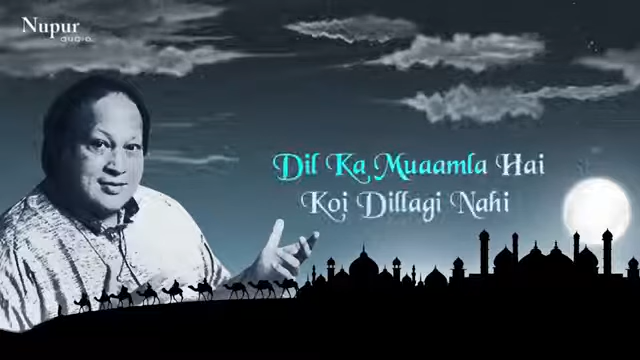 Nupur
audio
Dil Ka Muaamla Hai
Koi Dillagi Nahi